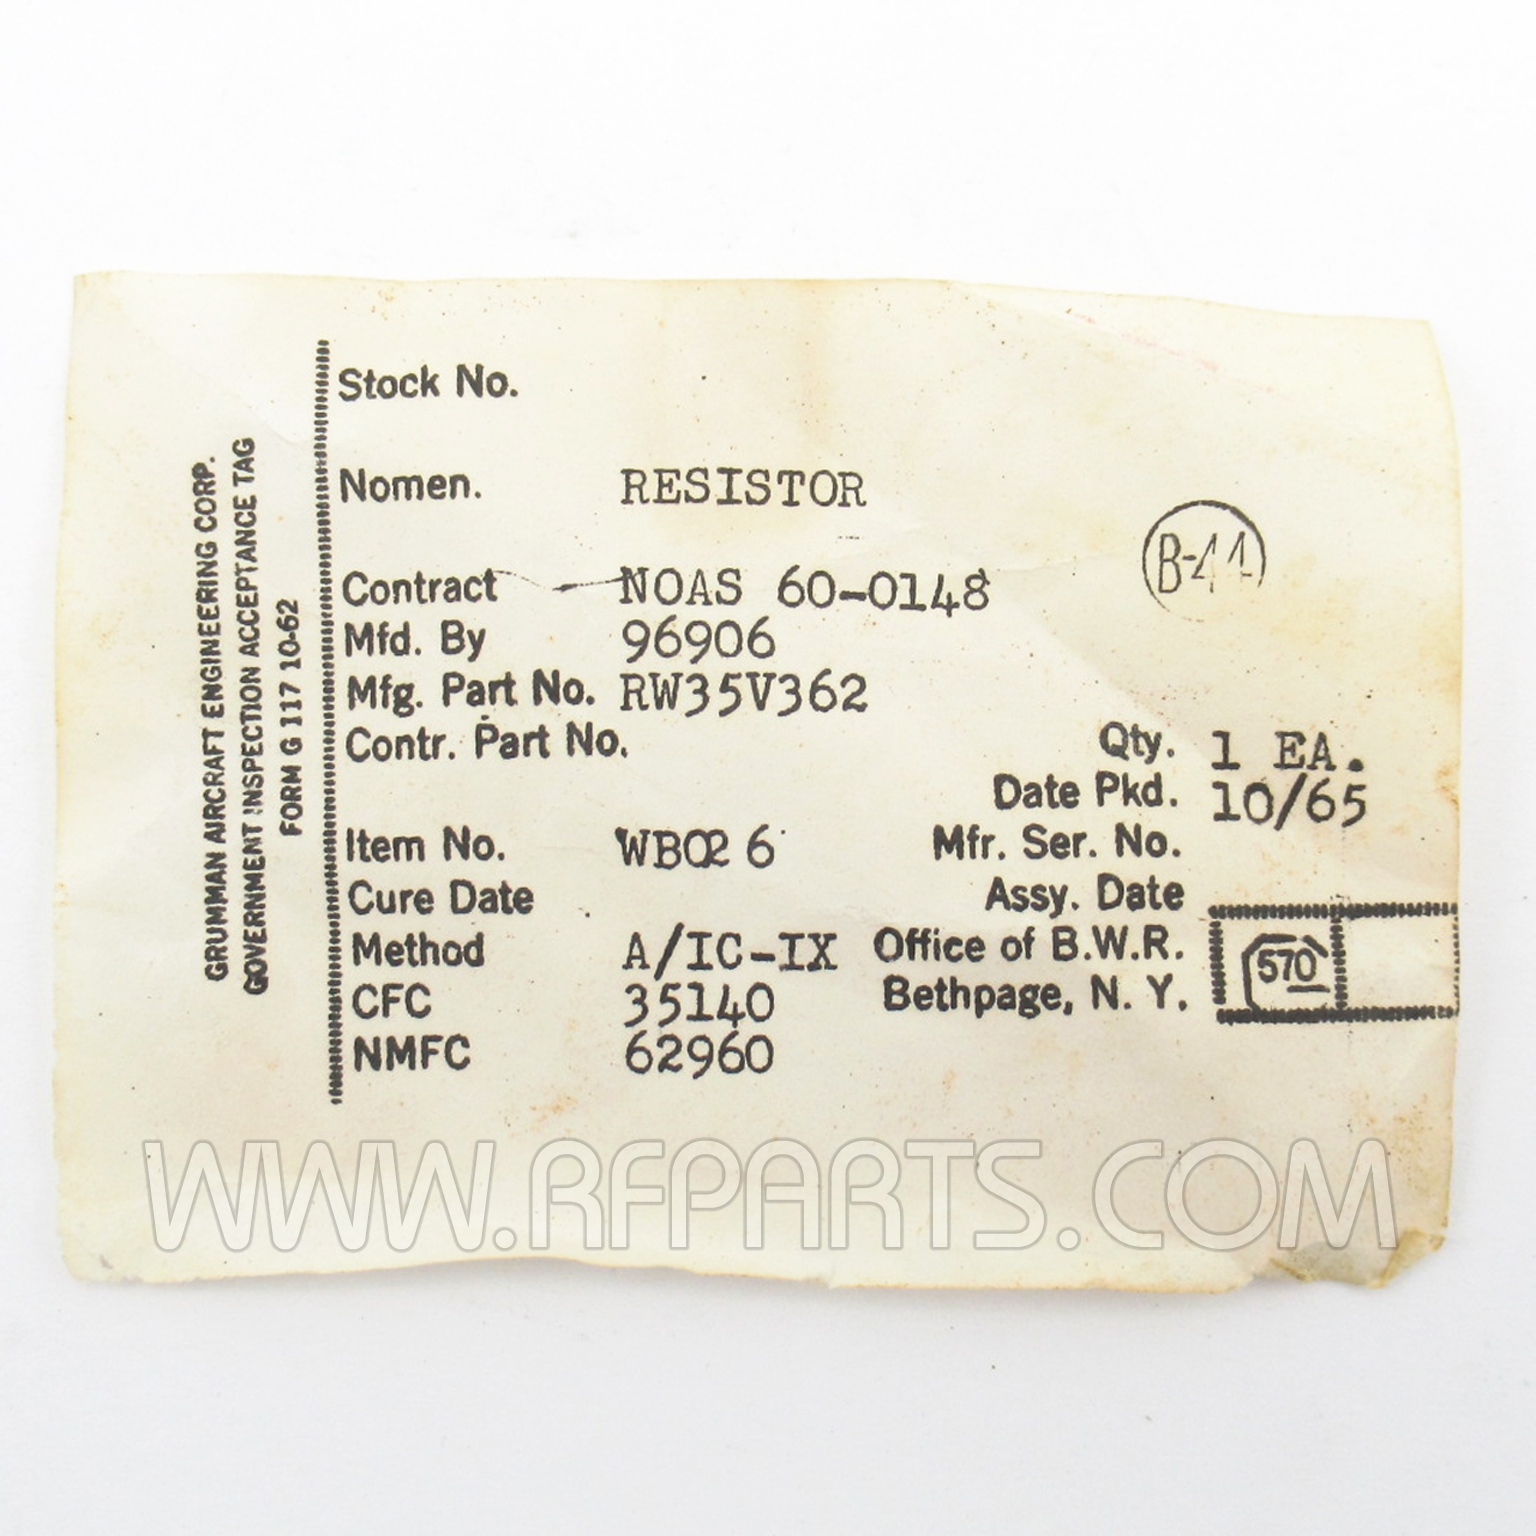 GRUMMAN AIRCRAFT ENGINEERING CORP.
GOVERNMENT INSPECTION ACCEPTANCE TAG
FORM G 117 10-62
Stock No.
Nomen. RESISTOR
B-44
Contract NOAS 60-0148
Mfd. By 96906
Mfg. Part No. RW35V362
Contr. Part No.
Qty. 1 EA.
Date Pkd. 10/65
Item No. WB026 Mfr. Ser. No.
Cure Date Assy. Date
Method A/IC-IX Office of B.W.R.
570
CFC 35140 Bethpage, N. Y.
NMFC 62960
WWW.RFPARTS.COM